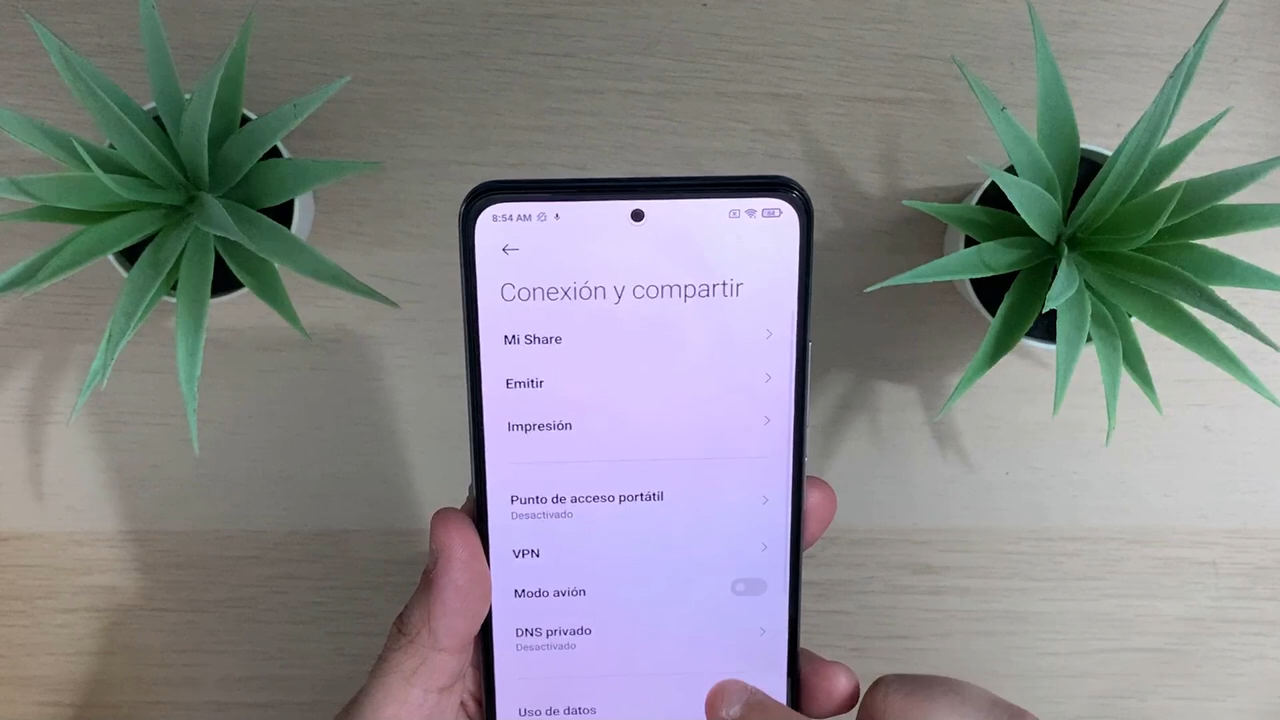 8:54 AM
Conexión y compartir
Mi Share
Emitir
Impresión
Punto de acceso portátil
Desactivado
VPN
Modo avión
DNS privado
Desactivado
Uso de datos